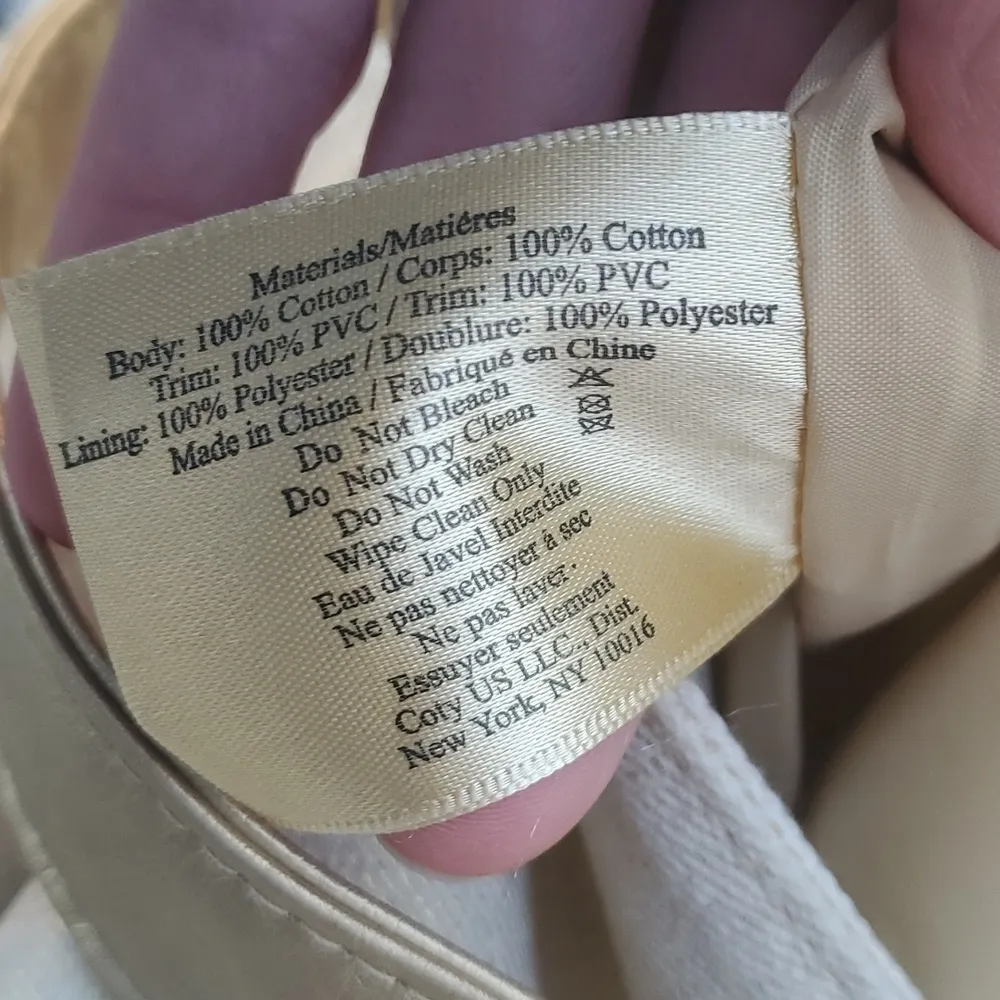 Materials/Matiéres
Body: 100% Cotton / Corps: 100% Cotton
Trim: 100% PVC / Trim: 100% PVC
Lining: 100% Polyester / Doublure: 100% Polyester
Made in China / Fabriqué en Chine
Do Not Bleach
Do Not Dry Clean
Do Not Wash
Wipe Clean Only
Eau de Javel Interdite
Ne pas nettoyer à sec
Ne pas laver.
Essuyer seulement
Coty US LLC., Dist.
New York, NY 10016